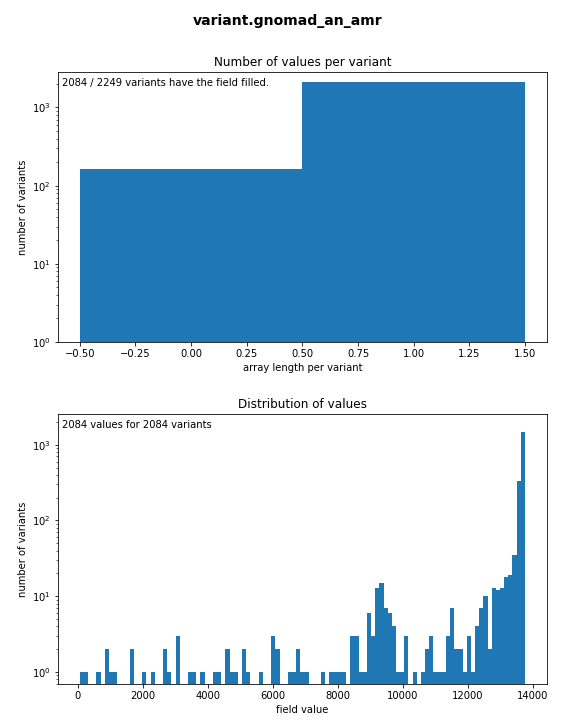 variant.gnomad_an_amr
Number of values per variant
2084 / 2249 variants have the field filled.
number of variants
10³
10²
10¹
10⁰
−0.50 −0.25 0.00 0.25 0.50 0.75 1.00 1.25 1.50
array length per variant
Distribution of values
2084 values for 2084 variants
number of variants
10³
10²
10¹
10⁰
0 2000 4000 6000 8000 10000 12000 14000
field value